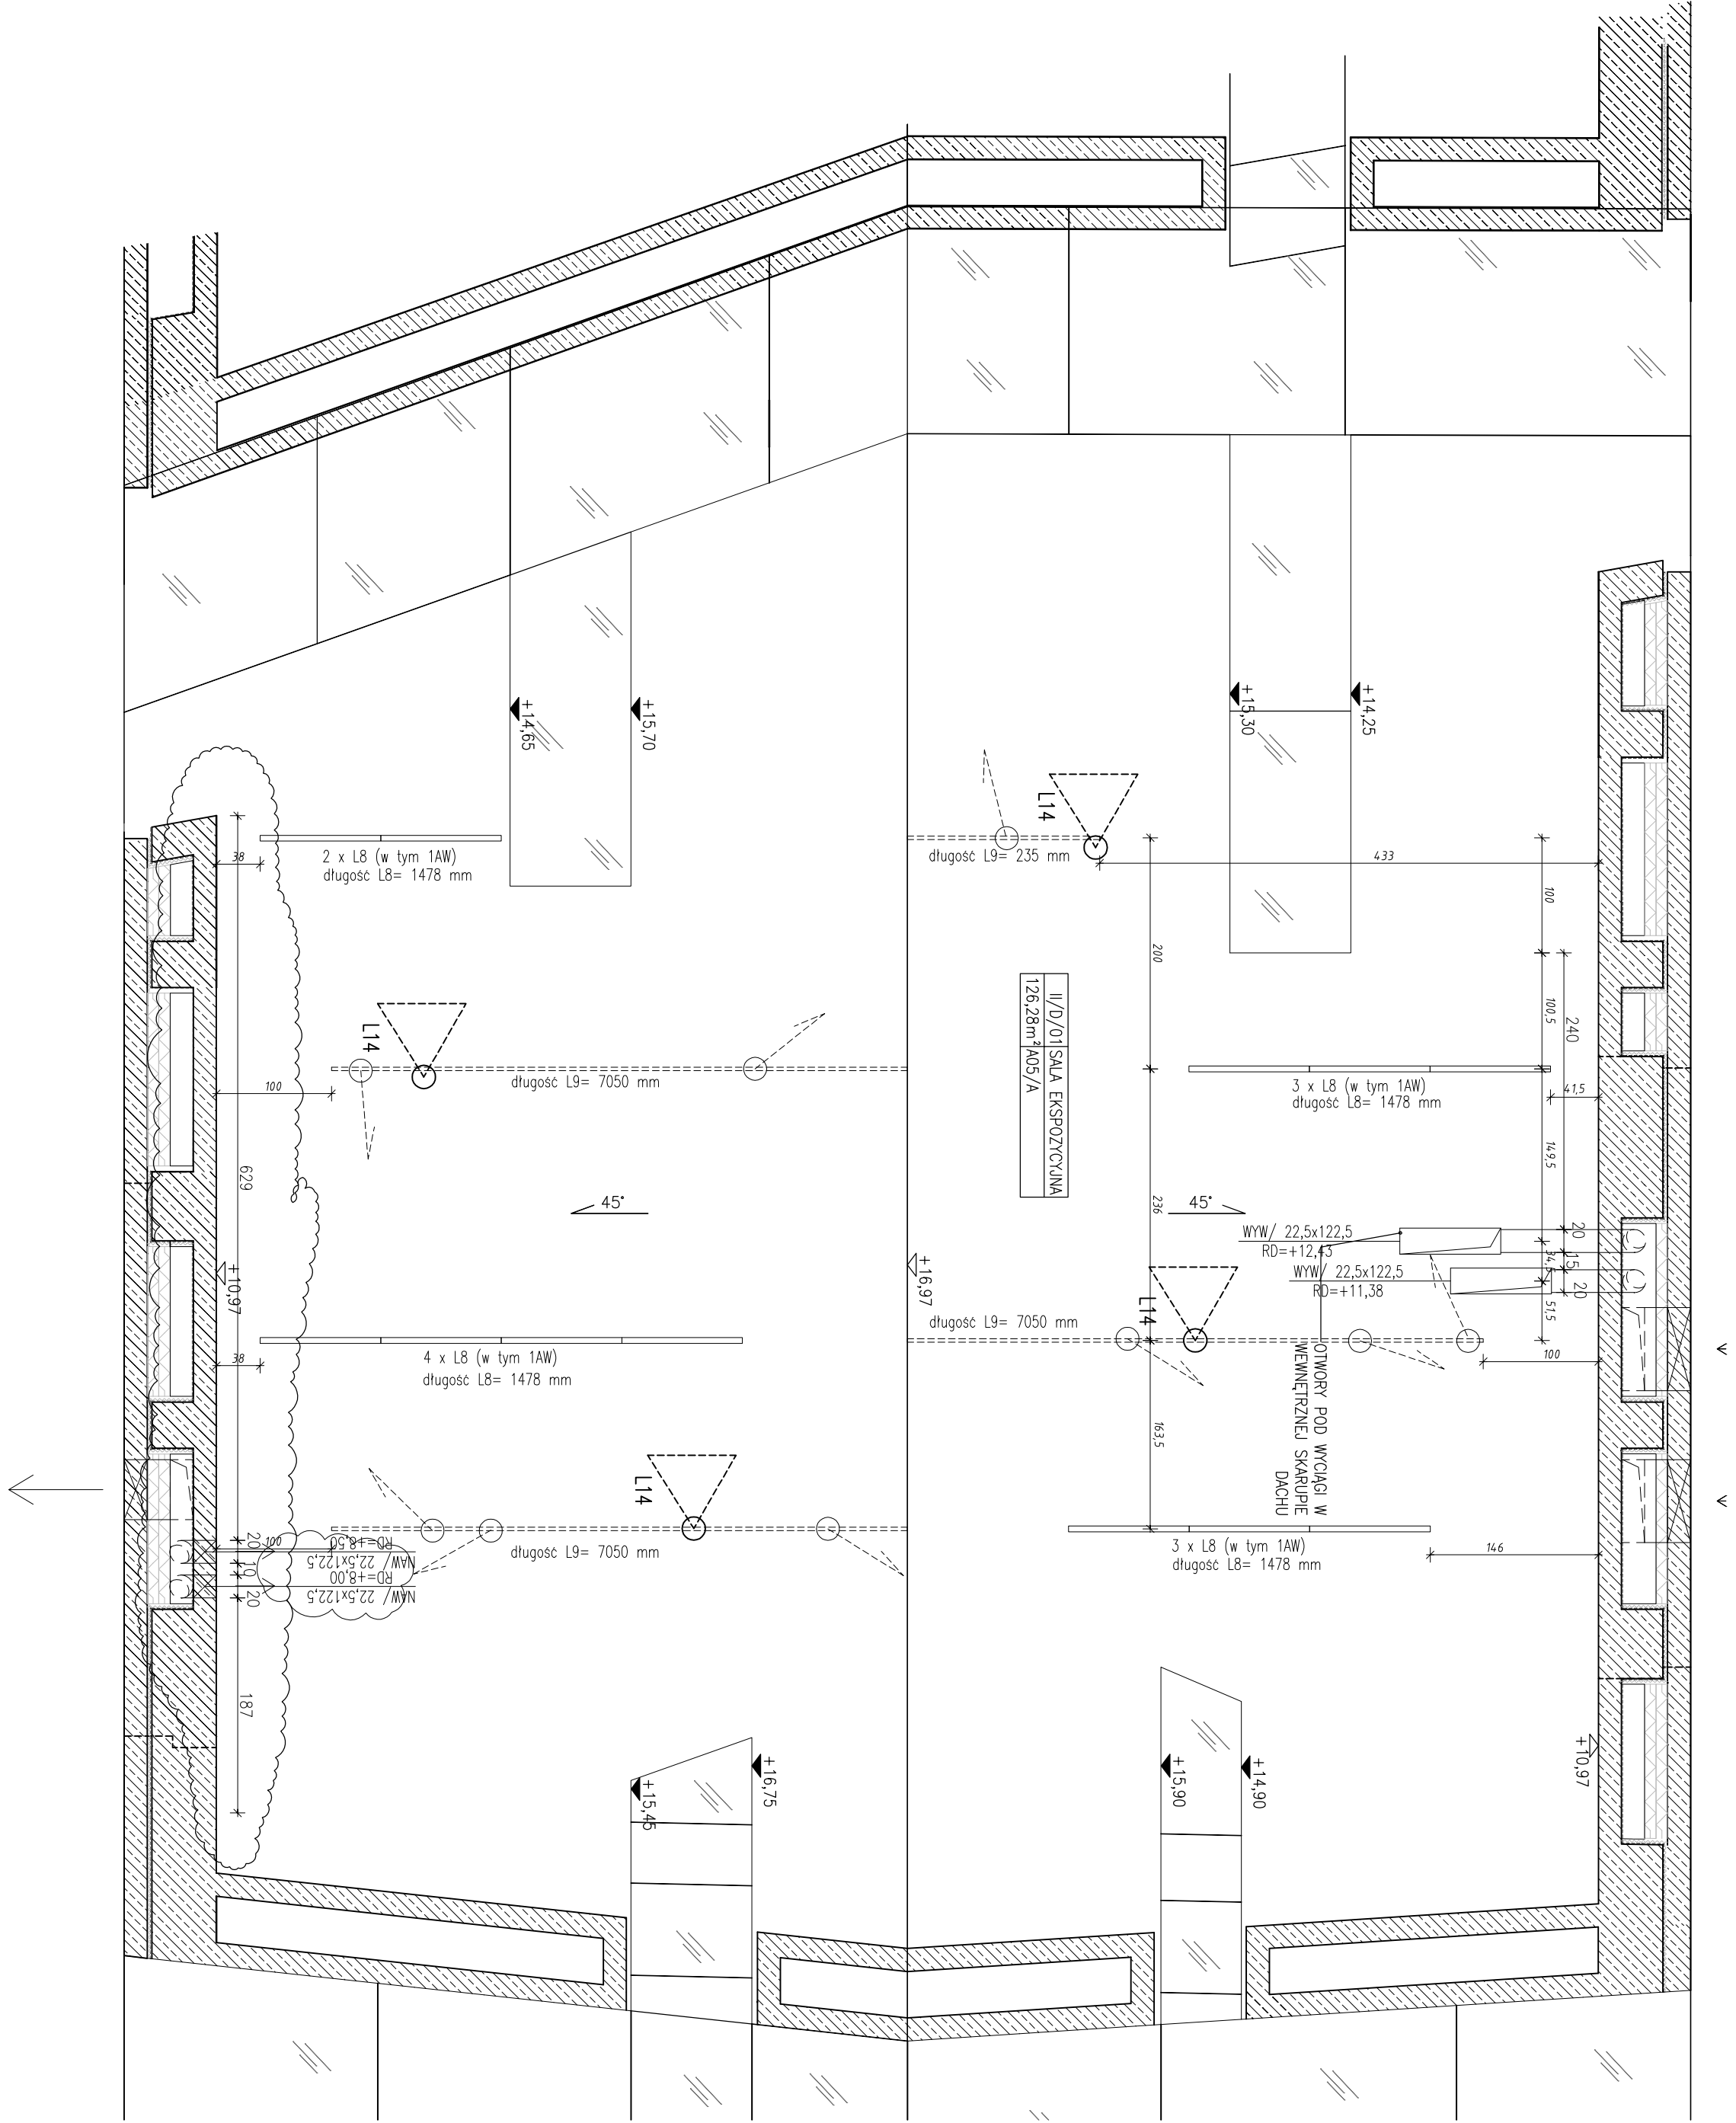 +14,65
+15,70
+15,30
+14,25
L14
2 x L8 (w tym 1AW)
długość L8= 1478 mm
38
długość L9= 235 mm
433
100
200
100,5
240
L14
długość L9= 7050 mm
100
II/D/01 SALA EKSPOZYCYJNA
126,28m² A05/A
3 x L8 (w tym 1AW)
długość L8= 1478 mm
41,5
149,5
629
45°
236
45°
WYW/ 22,5x122,5
RD=+12,43
WYW/ 22,5x122,5
RD=+11,38
20
15
20
34,5
51,5
+10,97
+16,97
L14
długość L9= 7050 mm
4 x L8 (w tym 1AW)
długość L8= 1478 mm
38
100
OTWORY POD WYCIĄGI W
WEWNĘTRZNEJ SKARUPIE
DACHU
163,5
L14
długość L9= 7050 mm
3 x L8 (w tym 1AW)
długość L8= 1478 mm
146
20
100
10
20
NAW/ 22,5x122,5
RD=+8,00
NAW/ 22,5x122,5
RD=+8,50
187
+10,97
+15,45
+16,75
+15,90
+14,90